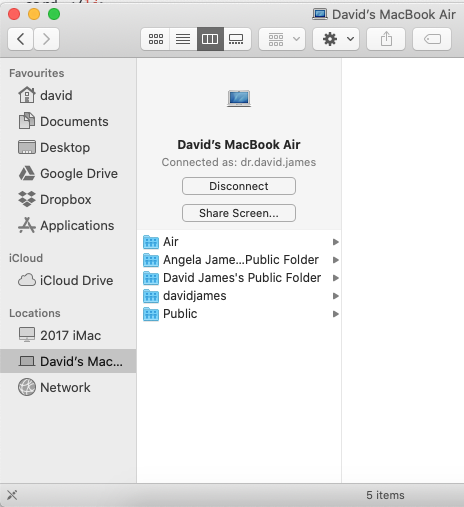 David's MacBook Air
Favourites
david
Documents
Desktop
Google Drive
Dropbox
Applications
iCloud
iCloud Drive
Locations
2017 iMac
David's Mac...
Network
David's MacBook Air
Connected as: dr.david.james
Disconnect
Share Screen...
Air
Angela Jame...Public Folder
David James's Public Folder
davidjames
Public
5 items